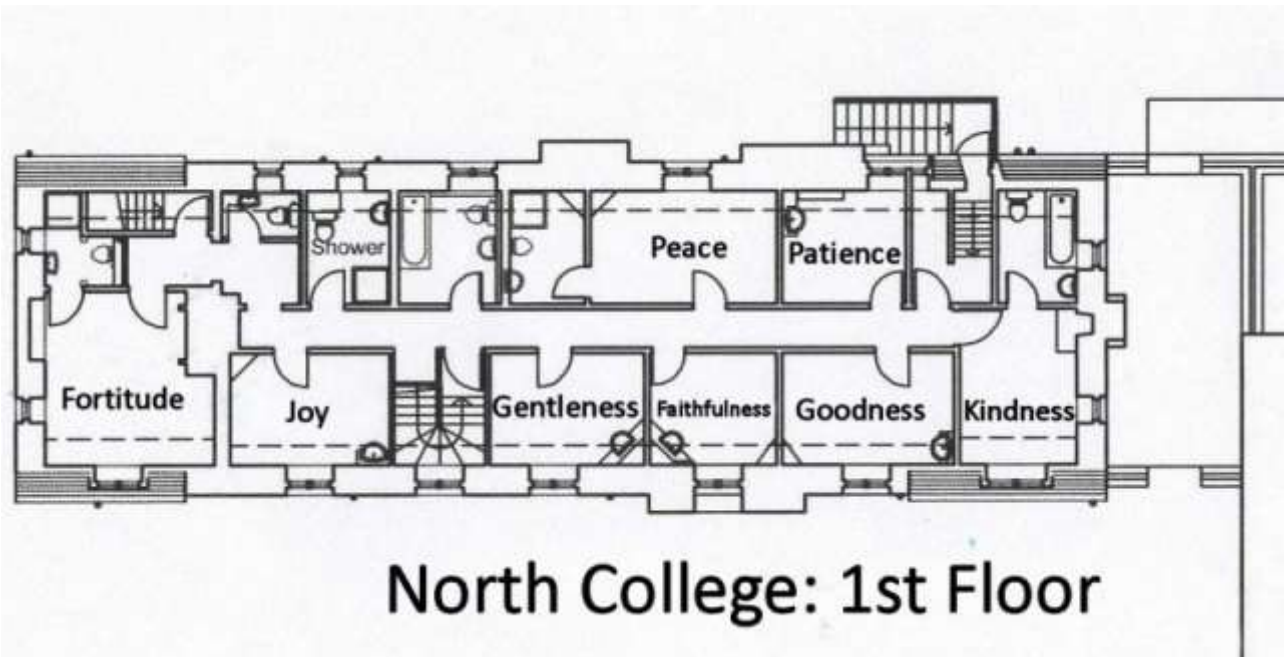 Shower
Peace
Patience
Fortitude
Joy
Gentleness
Faithfulness
Goodness
Kindness
North College: 1st Floor